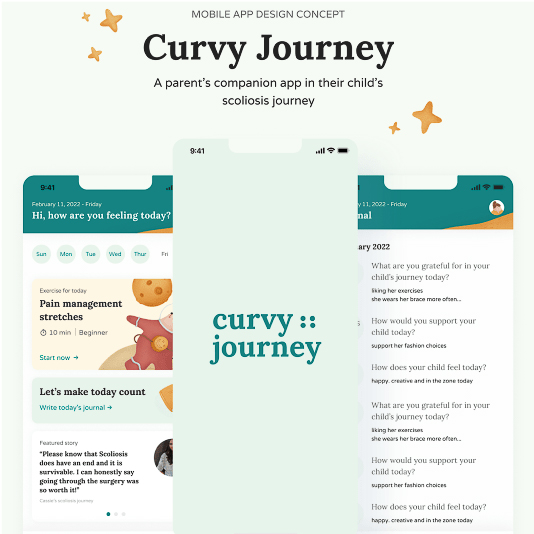 MOBILE APP DESIGN CONCEPT
Curvy Journey
A parent's companion app in their child's
scoliosis journey
9:41
February 11, 2022 - Friday
Hi, how are you feeling today?
Sun Mon Tue Wed Thur Fri
Exercise for today
Pain management
stretches
10 min | Beginner
Start now →
Let's make today count
Write today's journal →
Featured story
"Please know that Scoliosis
does have an end and it is
survivable. I can honestly say
going through the surgery was
so worth it!"
Cassie's scoliosis journey
9:41
curvy ::
journey
11, 2022 - Friday
2022
What are you grateful for in your
child's journey today?
liking her exercises
she wears her brace more often...
How would you support your
child today?
support her fashion choices
How does your child feel today?
happy, creative and in the zone today
What are you grateful for in your
child's journey today?
liking her exercises
she wears her brace more often...
How would you support your
child today?
support her fashion choices
How does your child feel today?
happy, creative and in the zone today